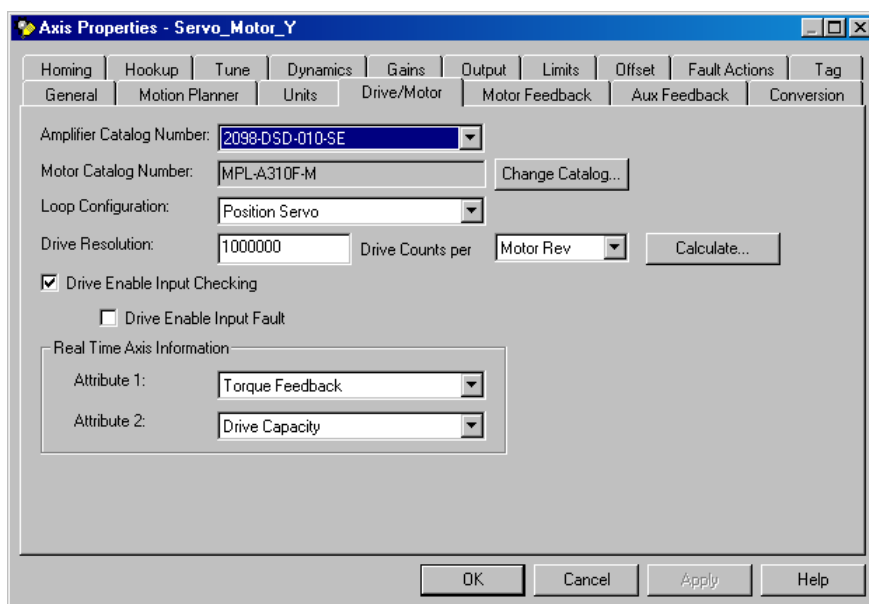 Axis Properties - Servo_Motor_Y
Homing Hookup Tune Dynamics Gains Output Limits Offset Fault Actions Tag
General Motion Planner Units Drive/Motor Motor Feedback Aux Feedback Conversion
Amplifier Catalog Number: 2098-DSD-010-SE
Motor Catalog Number: MPL-A310F-M Change Catalog...
Loop Configuration: Position Servo
Drive Resolution: 1000000 Drive Counts per Motor Rev Calculate...
Drive Enable Input Checking
Drive Enable Input Fault
Real Time Axis Information
Attribute 1: Torque Feedback
Attribute 2: Drive Capacity
OK Cancel Apply Help